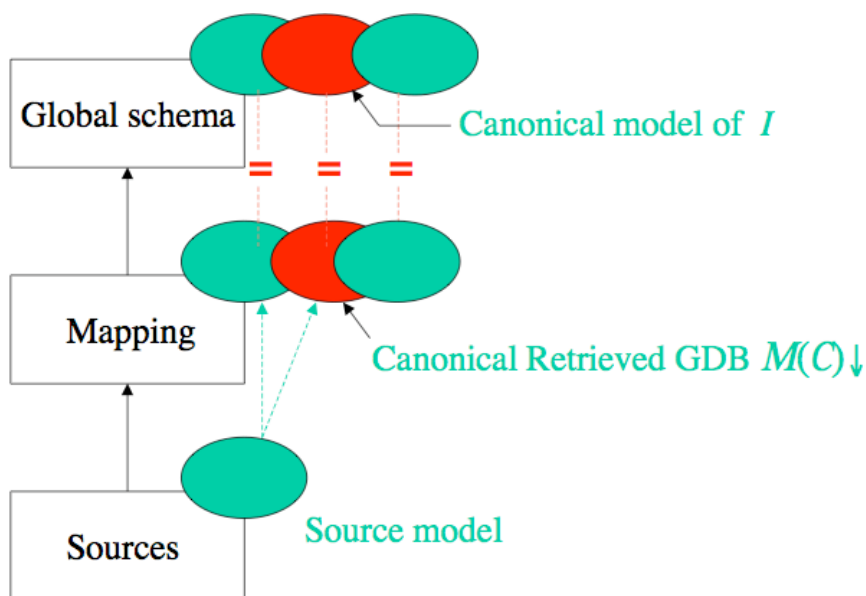 Global schema
Canonical model of I
= = =
Mapping
Canonical Retrieved GDB M(C)↓
Source model
Sources